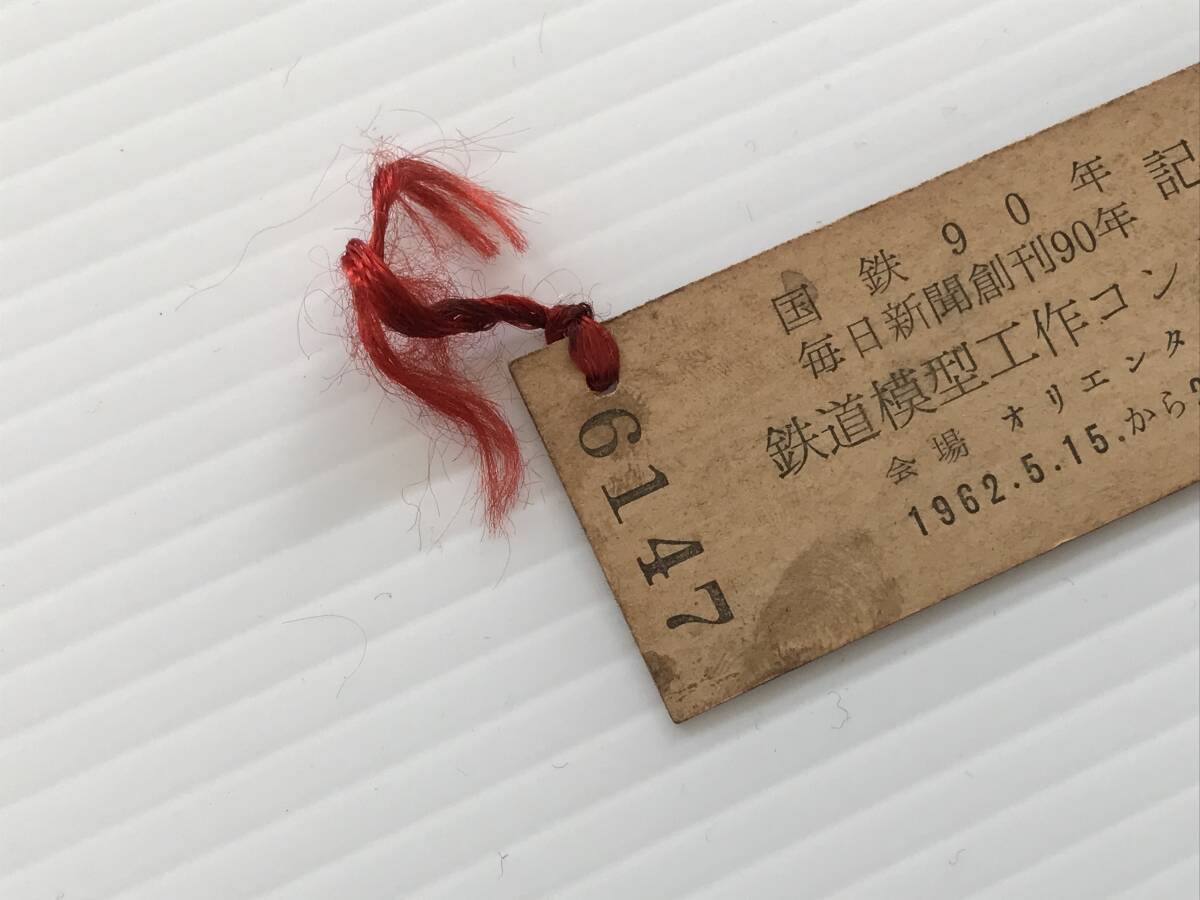 国鉄90年記
毎日新聞創刊90年
鉄道模型工作コン
会場 オリエンタ
1962.5.15.から2
6147